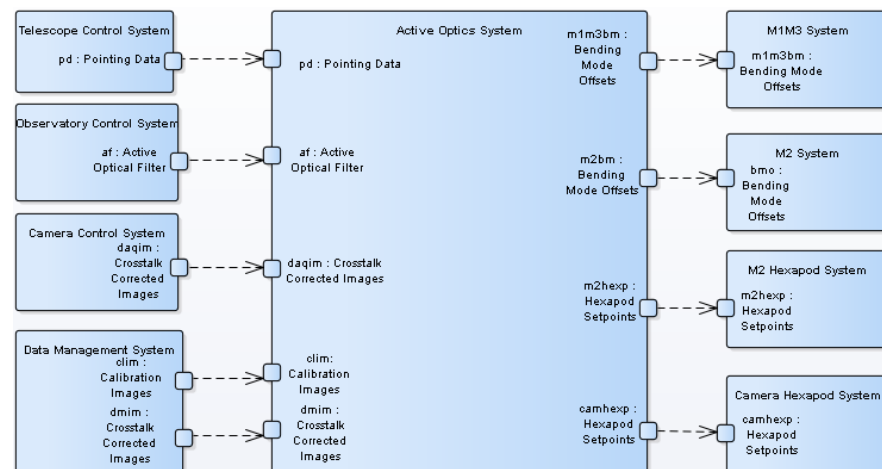 Telescope Control System
pd : Pointing Data
Observatory Control System
af : Active
Optical Filter
Camera Control System
daqim :
Crosstalk
Corrected
Images
Data Management System
clim :
Calibration
Images
dmim :
Crosstalk
Corrected
Images
Active Optics System
pd : Pointing Data
af : Active
Optical Filter
daqim : Crosstalk
Corrected Images
clim:
Calibration
Images
dmim :
Crosstalk
Corrected
Images
m1m3bm :
Bending
Mode
Offsets
m2bm :
Bending
Mode Offsets
m2hexp :
Hexapod
Setpoints
camhexp :
Hexapod
Setpoints
M1M3 System
m1m3bm :
Bending Mode
Offsets
M2 System
bmo :
Bending
Mode
Offsets
M2 Hexapod System
m2hexp :
Hexapod
Setpoints
Camera Hexapod System
camhexp :
Hexapod
Setpoints